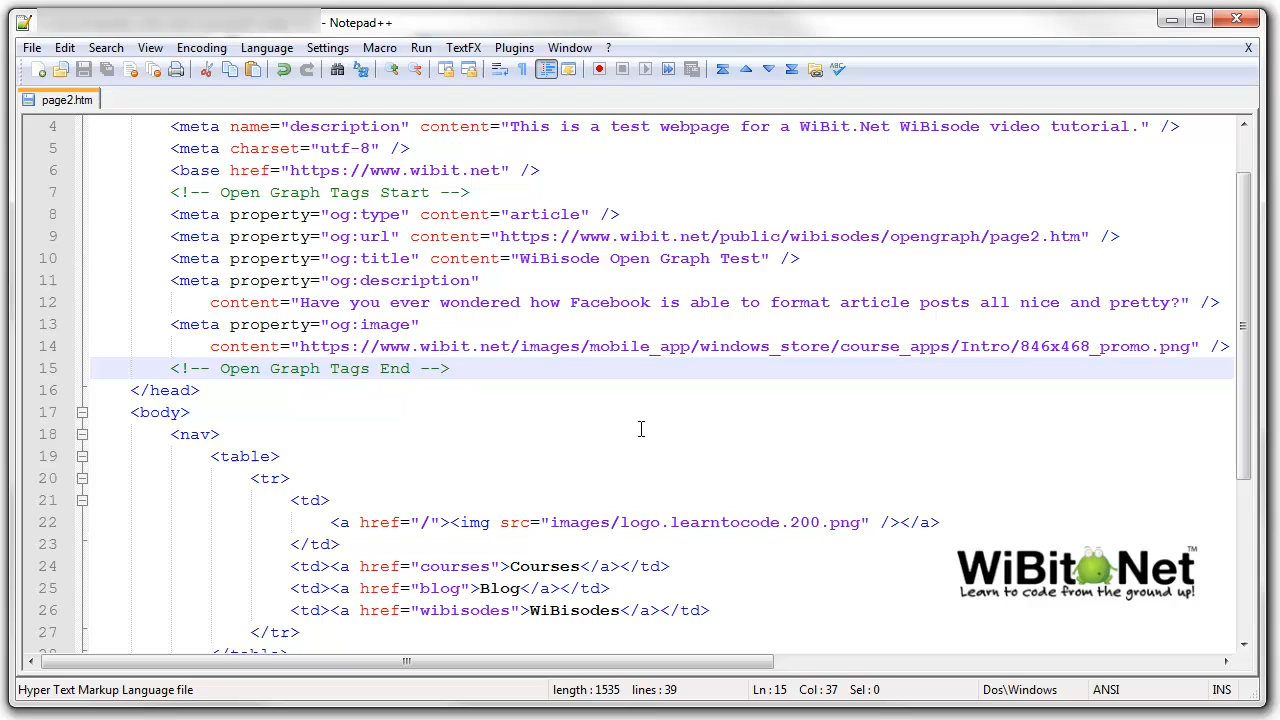 - Notepad++
File Edit Search View Encoding Language Settings Macro Run TextFX Plugins Window ? X
page2.htm
4 <meta name="description" content="This is a test webpage for a WiBit.Net WiBisode video tutorial." />
5 <meta charset="utf-8" />
6 <base href="https://www.wibit.net" />
7 <!-- Open Graph Tags Start -->
8 <meta property="og:type" content="article" />
9 <meta property="og:url" content="https://www.wibit.net/public/wibisodes/opengraph/page2.htm" />
10 <meta property="og:title" content="WiBisode Open Graph Test" />
11 <meta property="og:description"
12 content="Have you ever wondered how Facebook is able to format article posts all nice and pretty?" />
13 <meta property="og:image"
14 content="https://www.wibit.net/images/mobile_app/windows_store/course_apps/Intro/846x468_promo.png" />
15 <!-- Open Graph Tags End -->
16 </head>
17 <body>
18 <nav>
19 <table>
20 <tr>
21 <td>
22 <a href="/"><img src="images/logo.learntocode.200.png" /></a>
23 </td>
24 <td><a href="courses">Courses</a></td>
25 <td><a href="blog">Blog</a></td>
26 <td><a href="wibisodes">WiBisodes</a></td>
27 </tr>
28 </table>
WiBit Net™
Learn to code from the ground up!
Hyper Text Markup Language file length : 1535 lines : 39 Ln : 15 Col : 37 Sel : 0 Dos\Windows ANSI INS